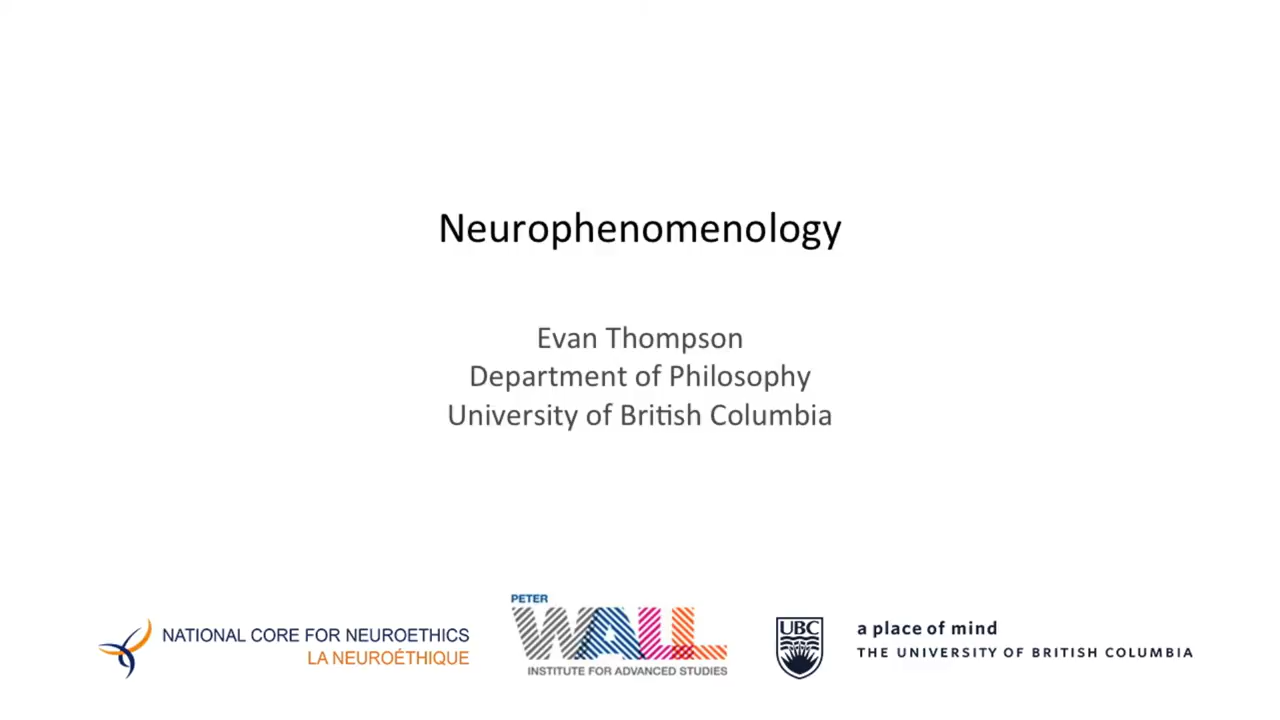 Neurophenomenology
Evan Thompson
Department of Philosophy
University of British Columbia
NATIONAL CORE FOR NEUROETHICS
LA NEUROÉTHIQUE
PETER
WALL
INSTITUTE FOR ADVANCED STUDIES
UBC
a place of mind
THE UNIVERSITY OF BRITISH COLUMBIA